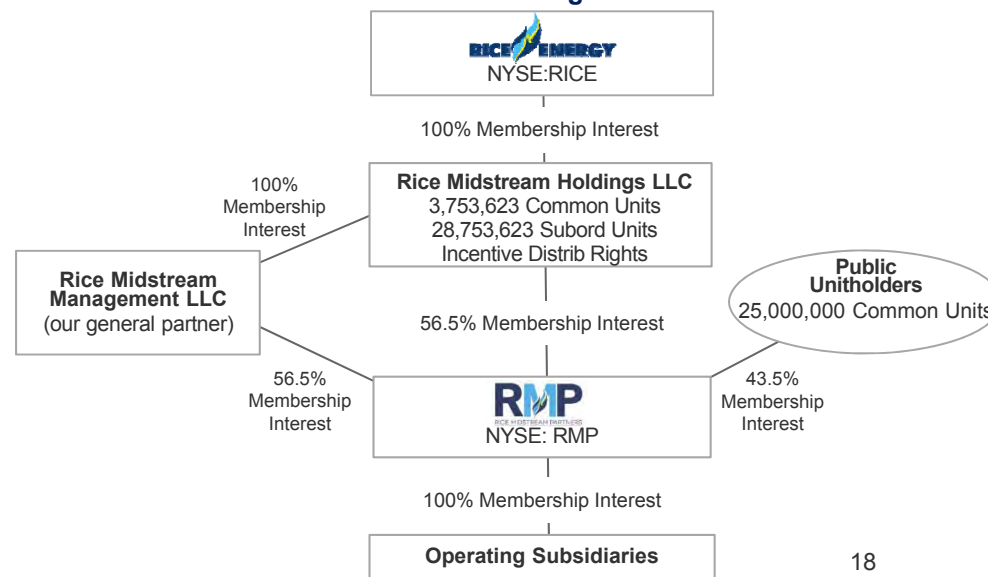 RICE ENERGY
NYSE:RICE
100% Membership Interest
Rice Midstream Holdings LLC
3,753,623 Common Units
28,753,623 Subord Units
Incentive Distrib Rights
100%
Membership
Interest
Rice Midstream
Management LLC
(our general partner)
Public
Unitholders
25,000,000 Common Units
56.5% Membership Interest
56.5%
Membership
Interest
43.5%
Membership
Interest
RMP
RICE MIDSTREAM PARTNERS
NYSE: RMP
100% Membership Interest
Operating Subsidiaries
18